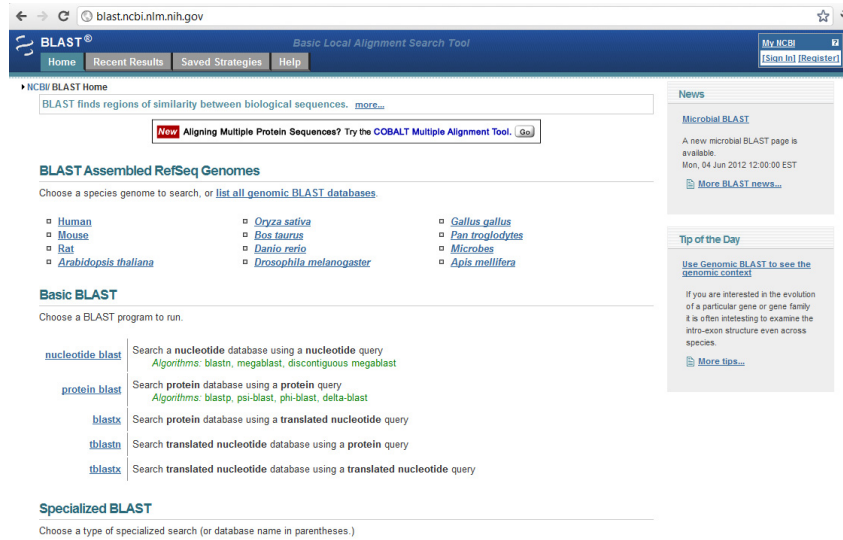 blast.ncbi.nlm.nih.gov
BLAST®
Basic Local Alignment Search Tool
My NCBI
Home Recent Results Saved Strategies Help
[Sign In] [Register]
NCBI/ BLAST Home
BLAST finds regions of similarity between biological sequences. more...
New Aligning Multiple Protein Sequences? Try the COBALT Multiple Alignment Tool. Go
BLAST Assembled RefSeq Genomes
Choose a species genome to search, or list all genomic BLAST databases.
Human
Mouse
Rat
Arabidopsis thaliana
Oryza sativa
Bos taurus
Danio rerio
Drosophila melanogaster
Gallus gallus
Pan troglodytes
Microbes
Apis mellifera
Basic BLAST
Choose a BLAST program to run.
nucleotide blast Search a nucleotide database using a nucleotide query
Algorithms: blastn, megablast, discontiguous megablast
protein blast Search protein database using a protein query
Algorithms: blastp, psi-blast, phi-blast, delta-blast
blastx Search protein database using a translated nucleotide query
tblastn Search translated nucleotide database using a protein query
tblastx Search translated nucleotide database using a translated nucleotide query
Specialized BLAST
Choose a type of specialized search (or database name in parentheses.)
News
Microbial BLAST
A new microbial BLAST page is
available.
Mon, 04 Jun 2012 12:00:00 EST
More BLAST news...
Tip of the Day
Use Genomic BLAST to see the
genomic context
If you are interested in the evolution
of a particular gene or gene family
it is often intetesting to examine the
intro-exon structure even across
species.
More tips...